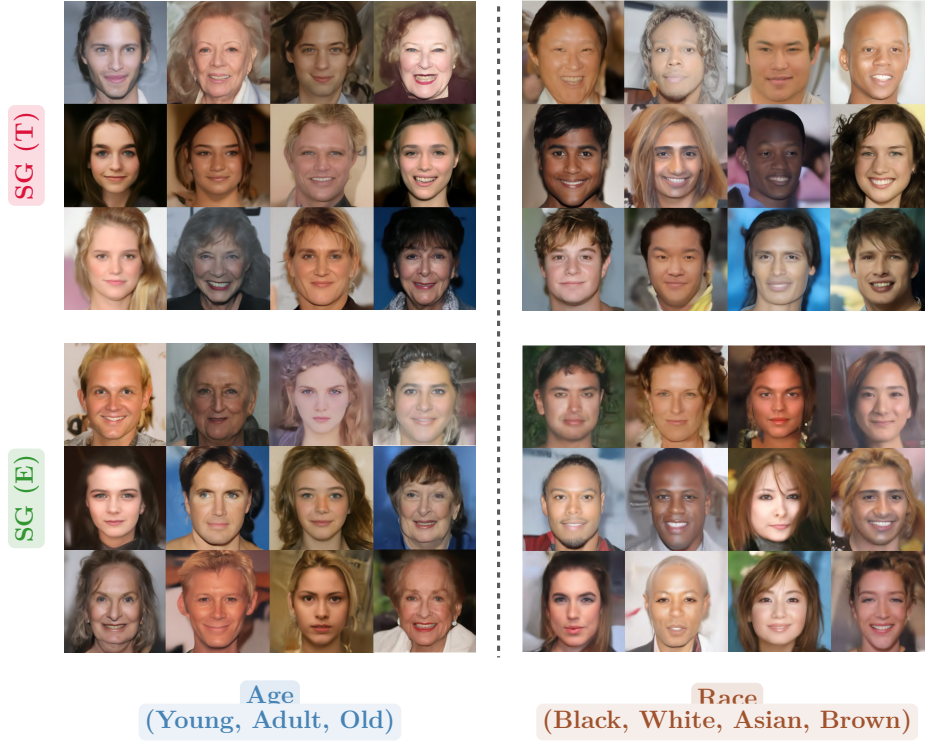 SG (T)
SG (E)
Age
(Young, Adult, Old)
Race
(Black, White, Asian, Brown)